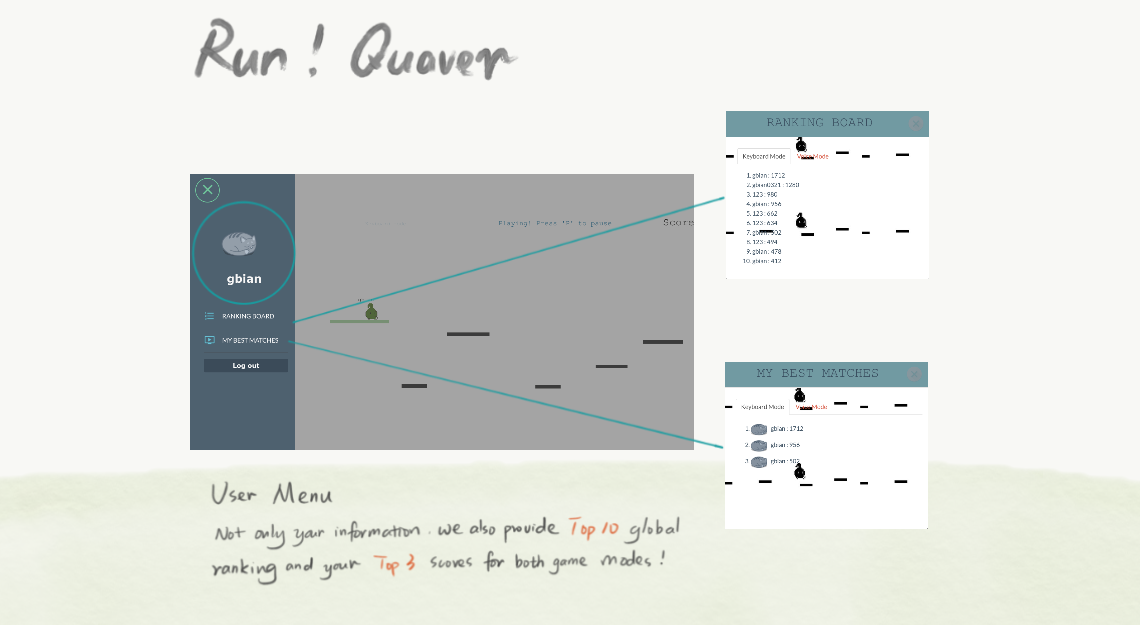 Run! Quaver
gbian
RANKING BOARD
MY BEST MATCHES
Log out
Playing! Press 'P' to pause
Score
RANKING BOARD
Keyboard Mode
Voice Mode
1. gbian : 1712
2. gbian0321 : 1280
3. 123 : 980
4. gbian : 956
5. 123 : 662
6. 123 : 634
7. gbian : 502
8. 123 : 494
9. gbian : 478
10. gbian : 412
MY BEST MATCHES
Keyboard Mode
Voice Mode
1. gbian : 1712
2. gbian : 956
3. gbian : 502
User Menu
Not only your information. we also provide Top 10 global
ranking and your Top 3 scores for both game modes!